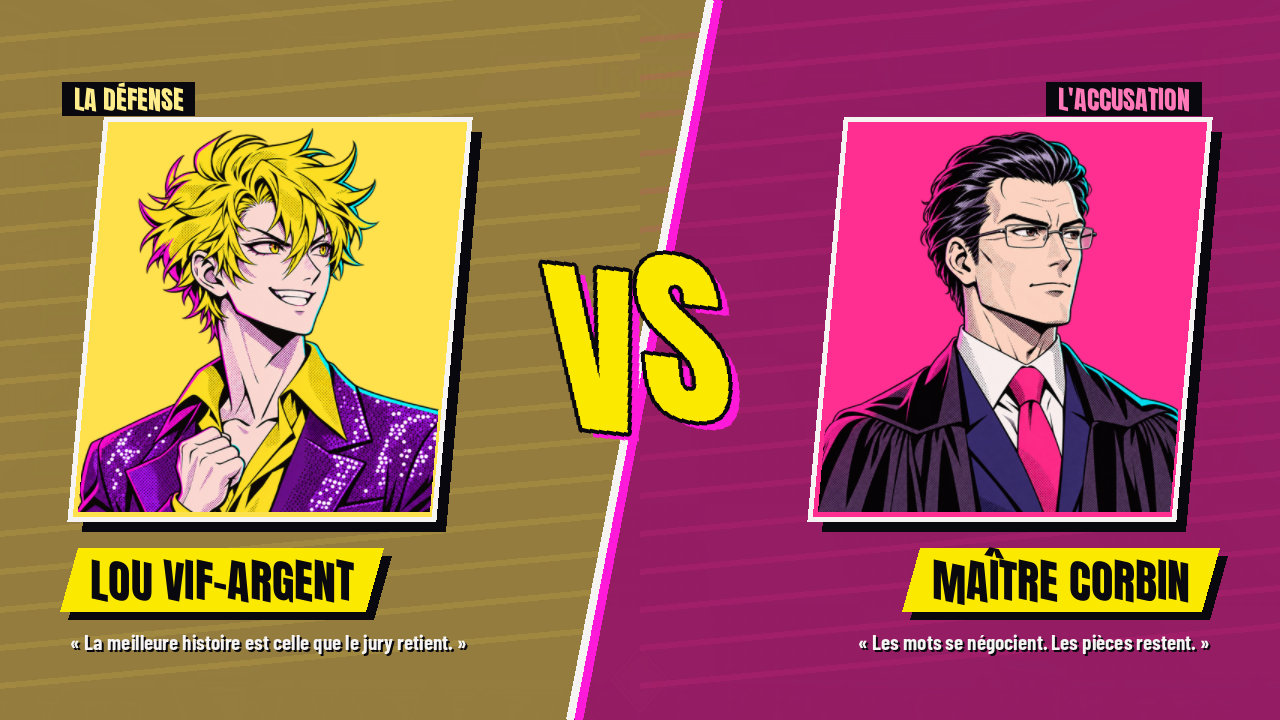 LA DÉFENSE
L'ACCUSATION
VS
LOU VIF-ARGENT
MAÎTRE CORBIN
« La meilleure histoire est celle que le jury retient. »
« Les mots se négocient. Les pièces restent. »